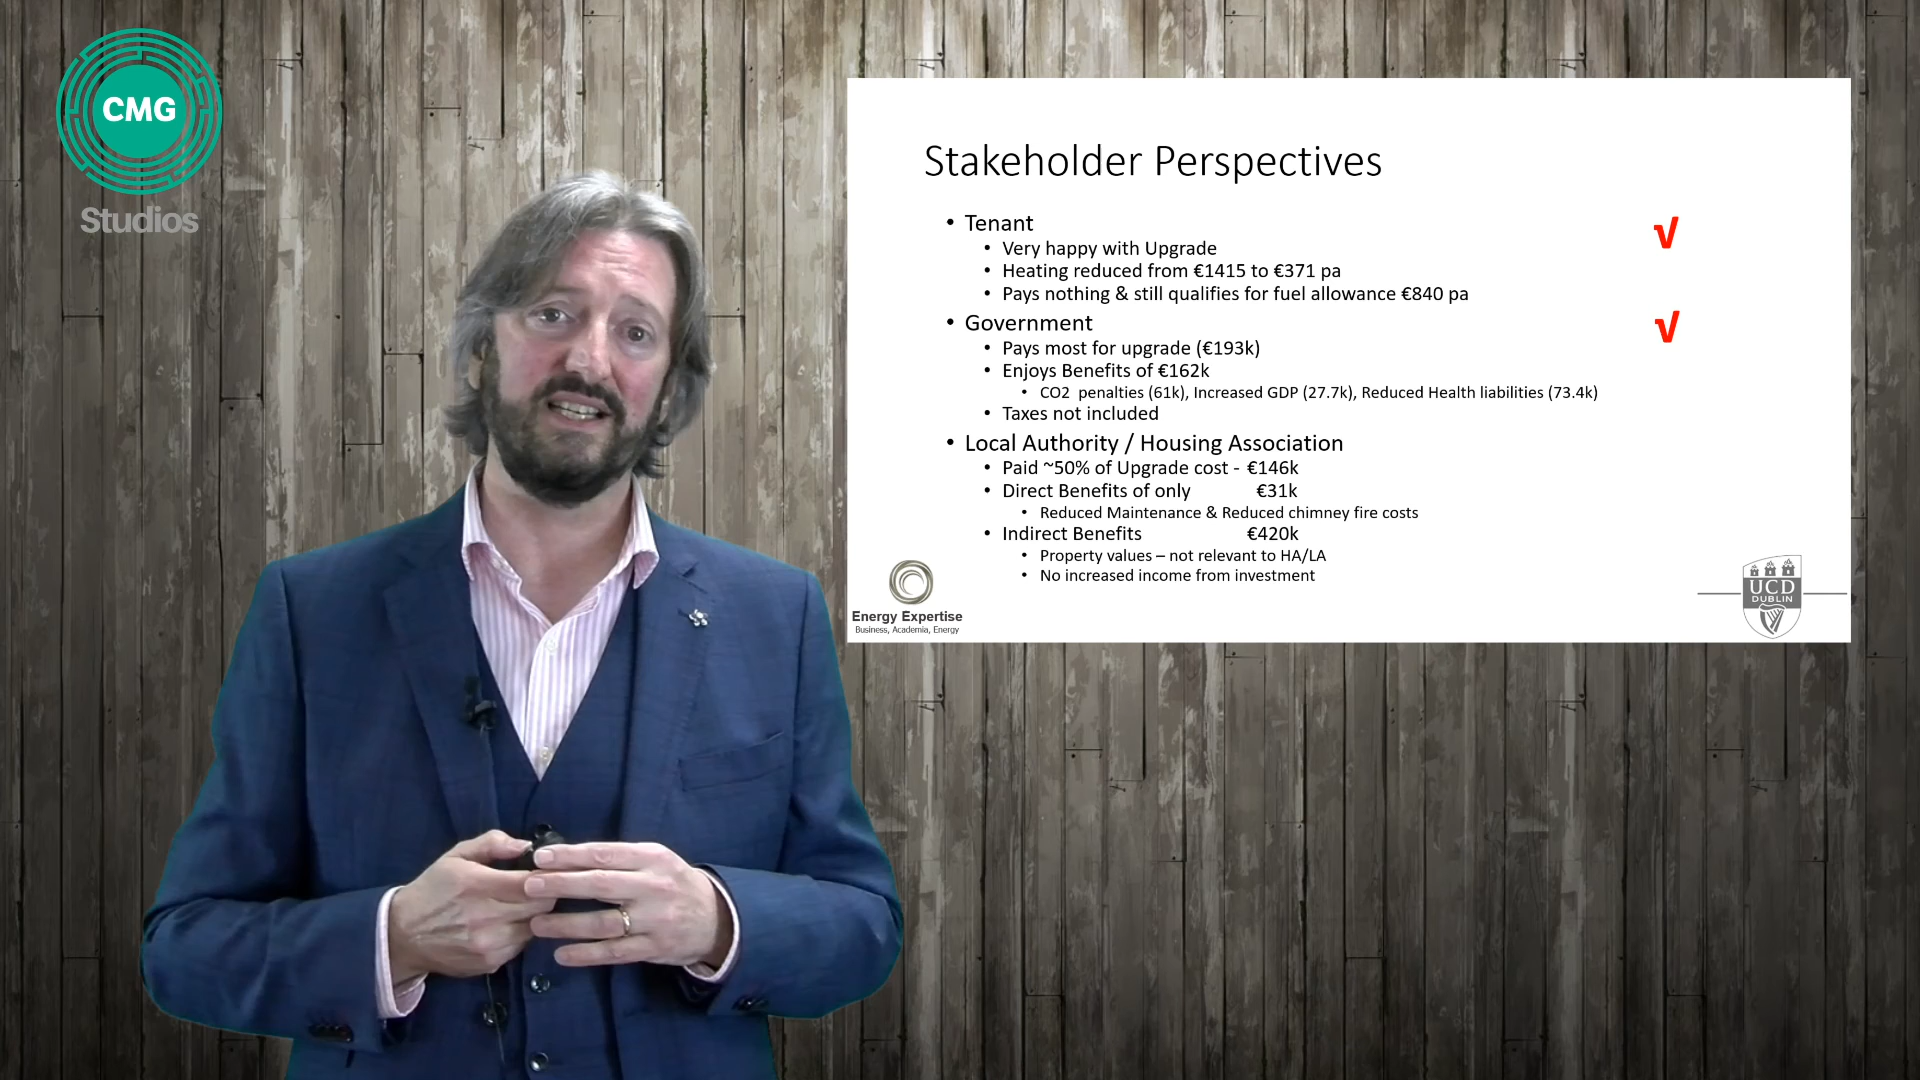 CMG
Studios
Stakeholder Perspectives
• Tenant
• Very happy with Upgrade
• Heating reduced from €1415 to €371 pa
• Pays nothing & still qualifies for fuel allowance €840 pa
√
• Government
• Pays most for upgrade (€193k)
• Enjoys Benefits of €162k
• CO2 penalties (61k), Increased GDP (27.7k), Reduced Health liabilities (73.4k)
• Taxes not included
√
• Local Authority / Housing Association
• Paid ~50% of Upgrade cost - €146k
• Direct Benefits of only €31k
• Reduced Maintenance & Reduced chimney fire costs
• Indirect Benefits €420k
• Property values – not relevant to HA/LA
• No increased income from investment
Energy Expertise
Business, Academia, Energy
UCD
DUBLIN